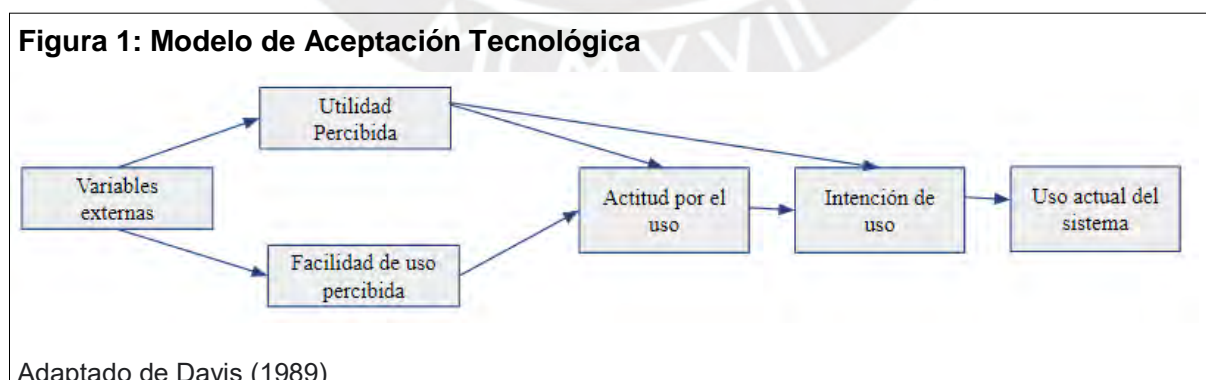 Figura 1: Modelo de Aceptación Tecnológica
Utilidad
Percibida
Variables
externas
Facilidad de uso
percibida
Actitud por el
uso
Intención de
uso
Uso actual del
sistema
Adaptado de Davis (1989)